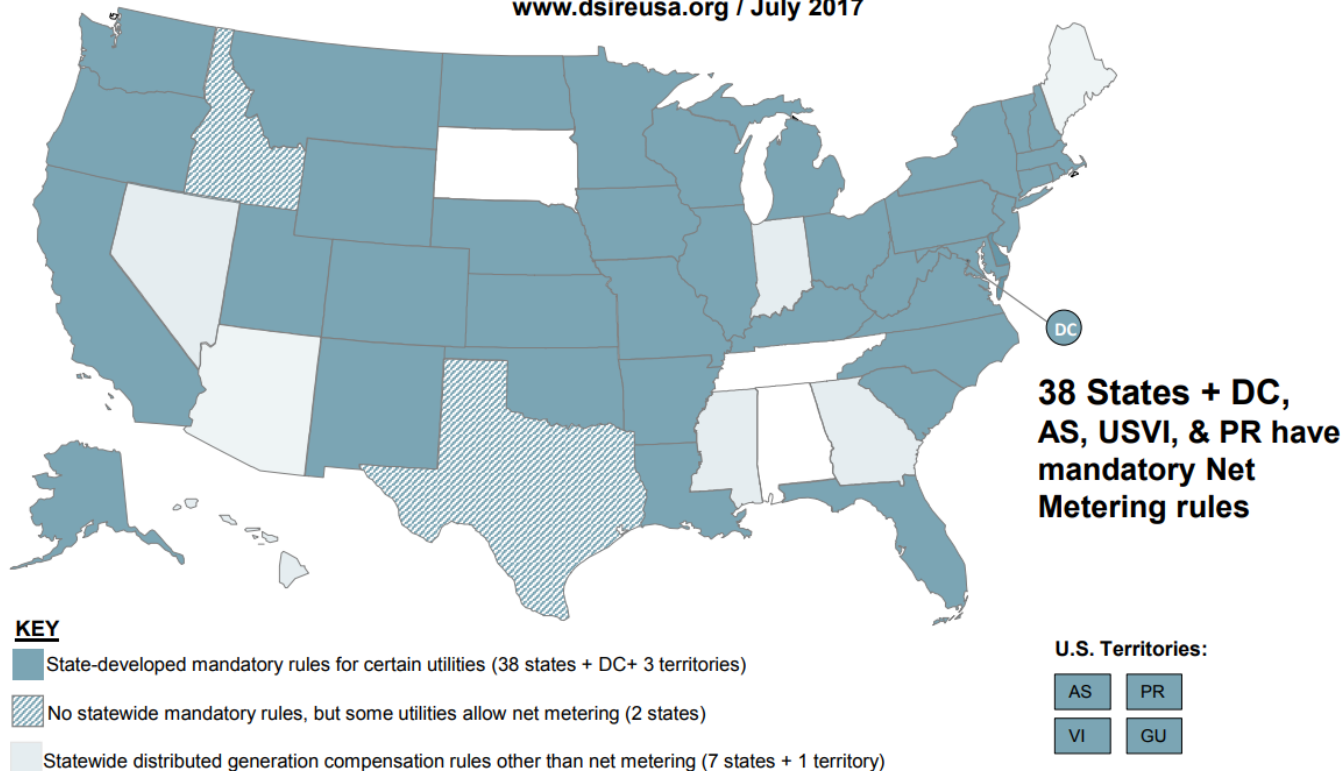 www.dsireusa.org / July 2017
DC
38 States + DC,
AS, USVI, & PR have
mandatory Net
Metering rules
KEY
State-developed mandatory rules for certain utilities (38 states + DC+ 3 territories)
No statewide mandatory rules, but some utilities allow net metering (2 states)
Statewide distributed generation compensation rules other than net metering (7 states + 1 territory)
U.S. Territories:
AS PR
VI GU